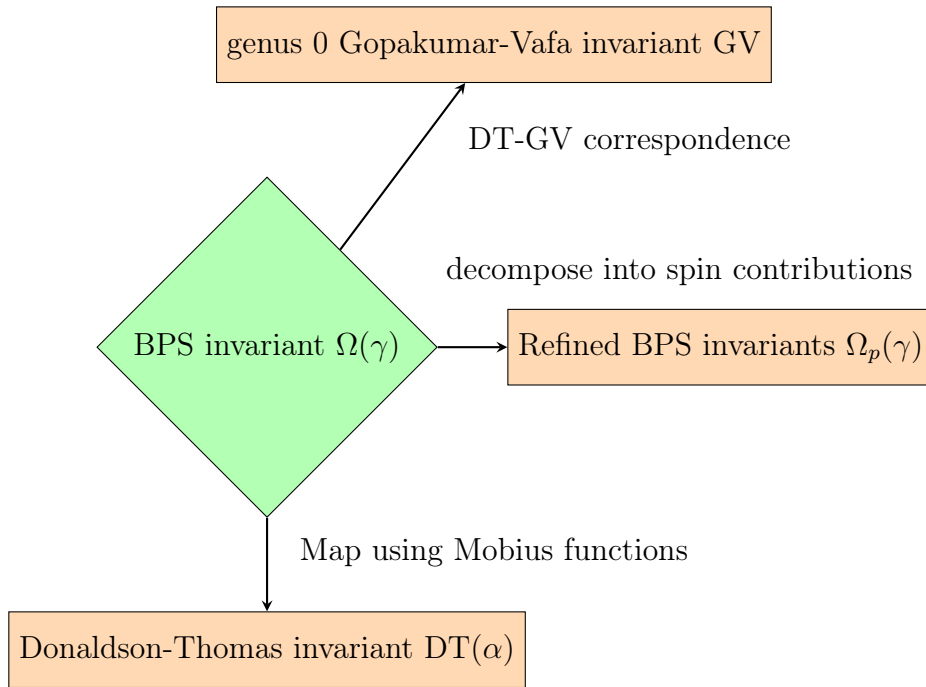 genus 0 Gopakumar-Vafa invariant GV
DT-GV correspondence
decompose into spin contributions
BPS invariant Ω(γ)
Refined BPS invariants Ωₚ(γ)
Map using Mobius functions
Donaldson-Thomas invariant DT(α)